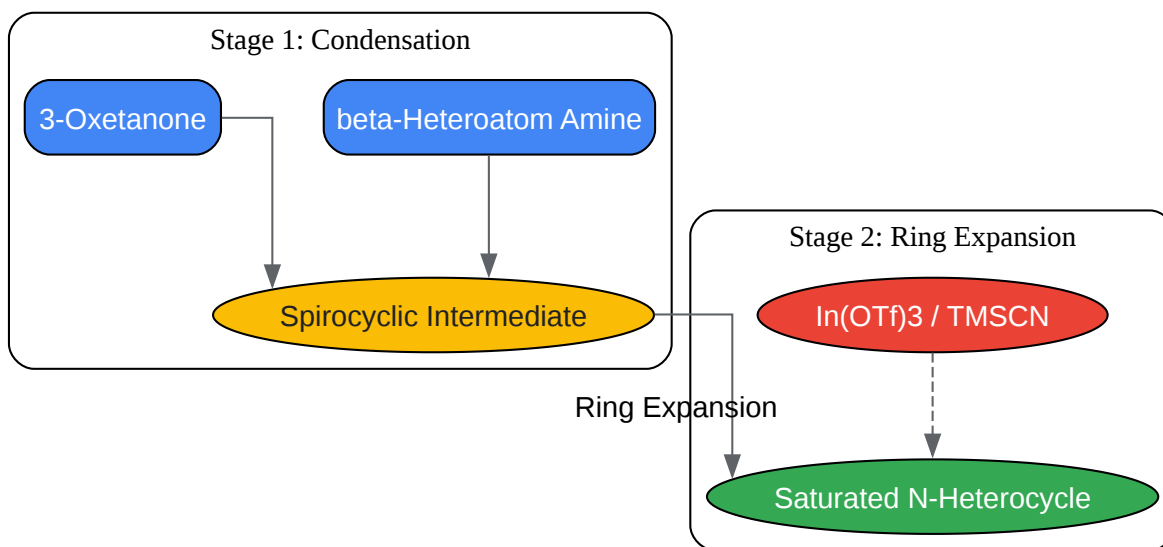 Stage 1: Condensation
3-Oxetanone
beta-Heteroatom Amine
Spirocyclic Intermediate
Ring Expansion
Stage 2: Ring Expansion
In(OTf)3 / TMSCN
Saturated N-Heterocycle